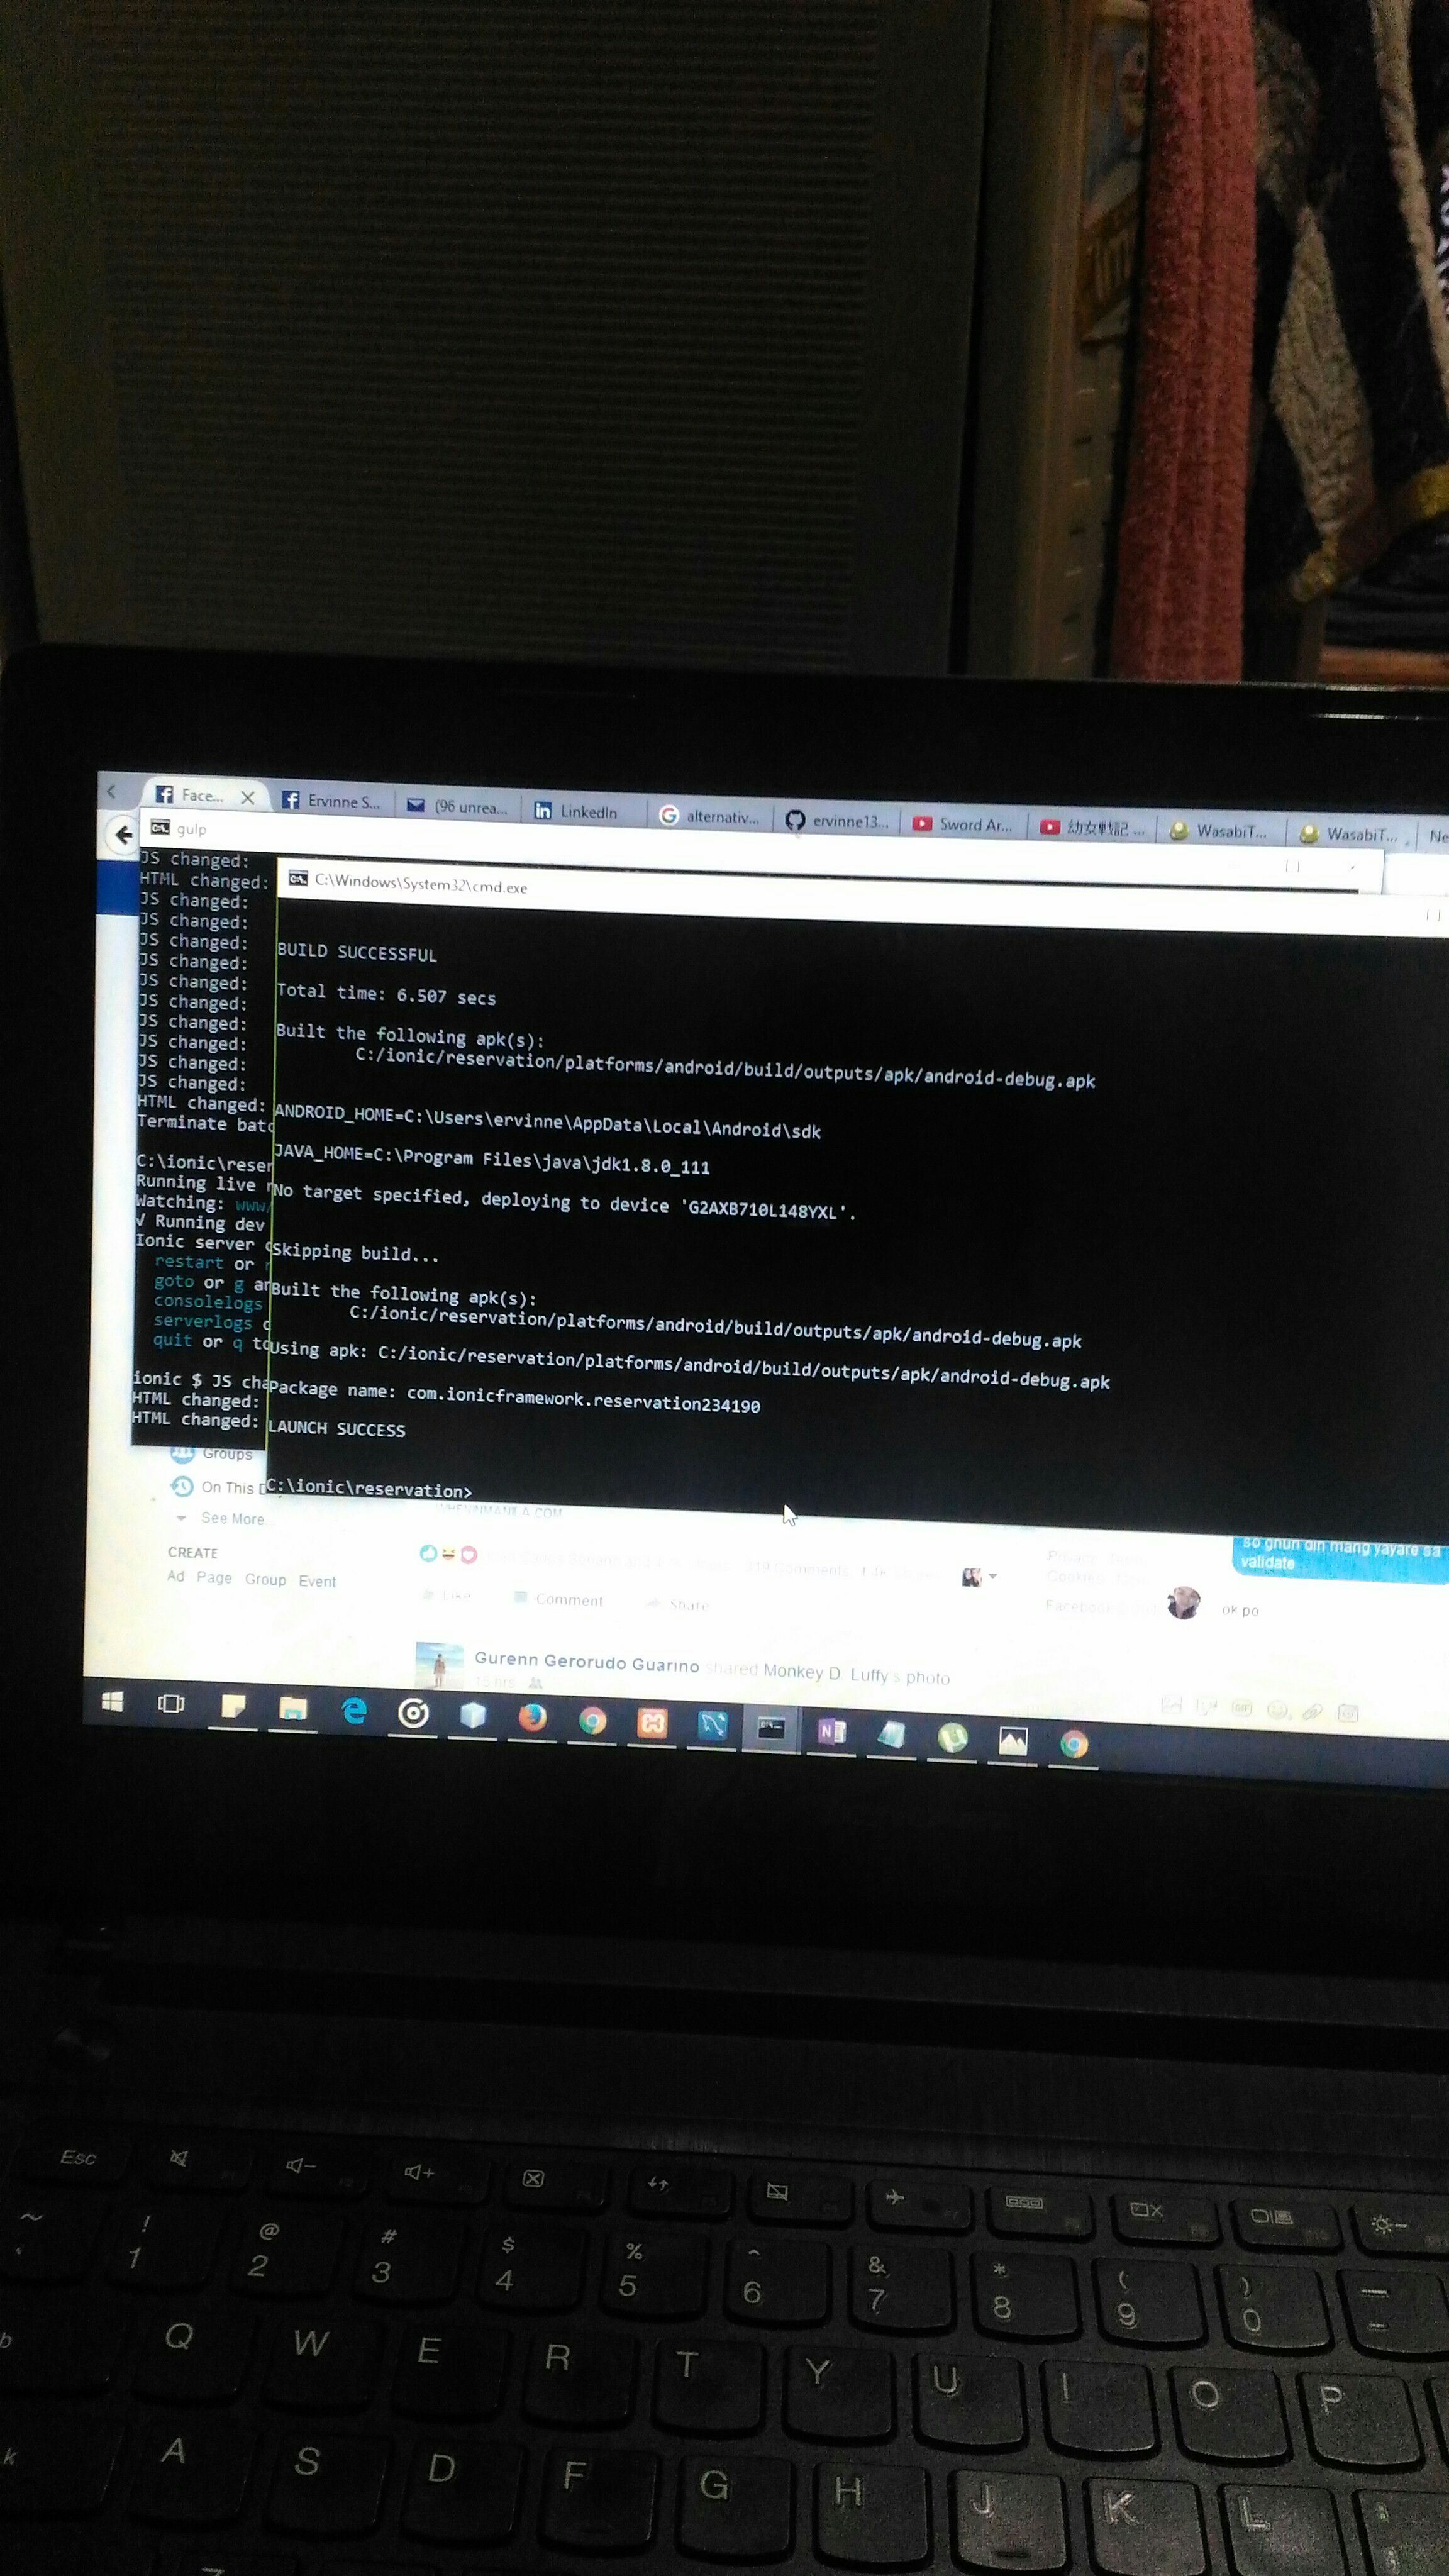 Face...
Ervinne S...
(96 unrea...
LinkedIn
alternativ...
ervinne13...
Sword Ar...
幼女戦記 ...
WasabiT...
WasabiT...
Ne
gulp
JS changed:
HTML changed:
JS changed:
JS changed:
JS changed:
JS changed:
JS changed:
JS changed:
JS changed:
JS changed:
JS changed:
JS changed:
HTML changed:
Terminate batc
C:\ionic\reser
Running live r
Watching: www/
√ Running dev
Ionic server c
restart or r
goto or g an
consolelogs
serverlogs o
quit or q to
ionic $ JS cha
HTML changed:
HTML changed:
C:\Windows\System32\cmd.exe
BUILD SUCCESSFUL
Total time: 6.507 secs
Built the following apk(s):
C:/ionic/reservation/platforms/android/build/outputs/apk/android-debug.apk
ANDROID_HOME=C:\Users\ervinne\AppData\Local\Android\sdk
JAVA_HOME=C:\Program Files\java\jdk1.8.0_111
No target specified, deploying to device 'G2AXB710L148YXL'.
Skipping build...
Built the following apk(s):
C:/ionic/reservation/platforms/android/build/outputs/apk/android-debug.apk
Using apk: C:/ionic/reservation/platforms/android/build/outputs/apk/android-debug.apk
Package name: com.ionicframework.reservation234190
LAUNCH SUCCESS
C:\ionic\reservation>
Groups
On This D
See More
CREATE
Ad Page Group Event
Comments
Like Comment Share
Gurenn Gerorudo Guarino shared Monkey D Luffy's photo
15 hrs
Privacy
Cookies
Facebook
so ghun din mang yayare sa
validate
ok po
Esc
~ ! @ # $ % ^ & * ( ) —
1 2 3 4 5 6 7 8 9 0 -
b Q W E R T Y U I O P
k A S D F G H J K L